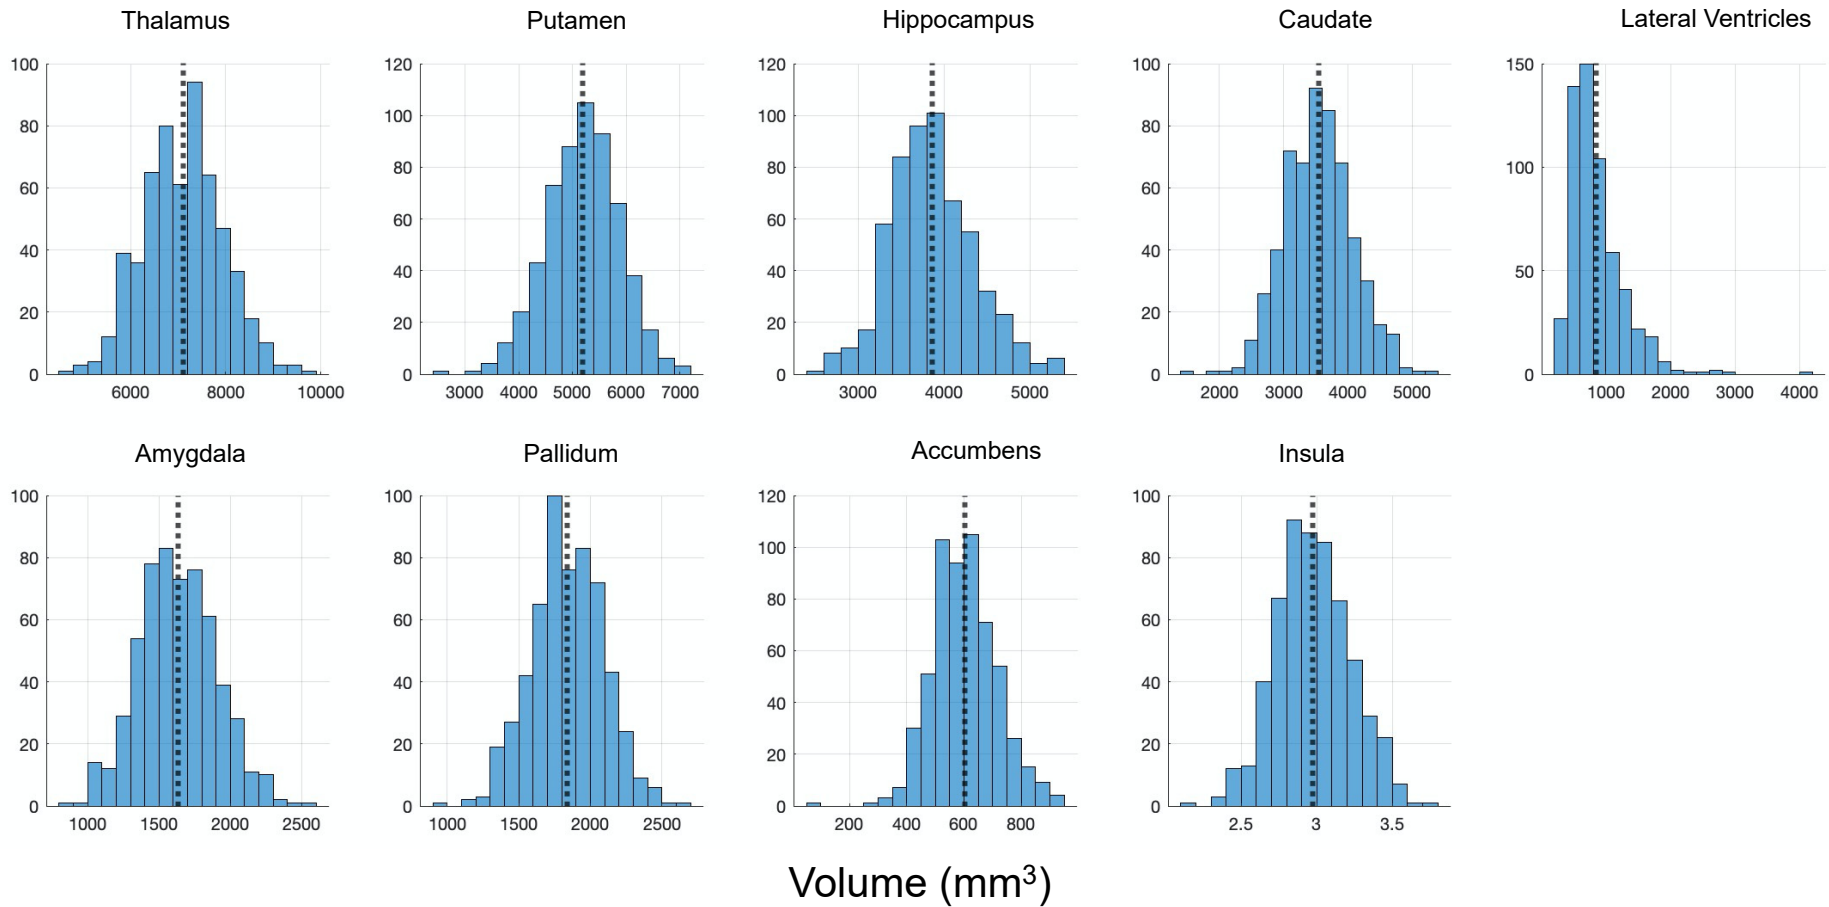 Thalamus Putamen Hippocampus Caudate Lateral Ventricles
100 120 120 100 150
80 100 100 80 100
60 80 80 60 50
40 60 60 40 0
20 40 40 20
0 20 20 0
0 0
6000 8000 10000 3000 4000 5000 6000 7000 3000 4000 5000 2000 3000 4000 5000 1000 2000 3000 4000
Amygdala Pallidum Accumbens Insula
100 100 120 100
80 80 100 80
60 60 80 60
40 40 60 40
20 20 40 20
0 0 20 0
0
1000 1500 2000 2500 1000 1500 2000 2500 200 400 600 800 2.5 3 3.5
Volume (mm³)